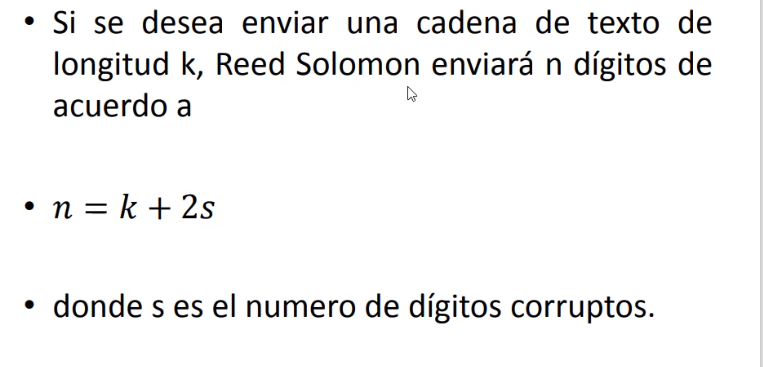 • Si se desea enviar una cadena de texto de
longitud k, Reed Solomon enviará n dígitos de
acuerdo a
• n = k + 2s
• donde s es el numero de dígitos corruptos.